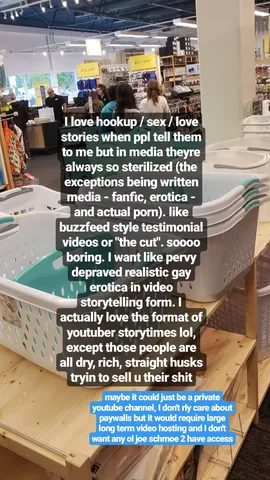 I love hookup / sex / love
stories when ppl tell them
to me but in media theyre
always so sterilized (the
exceptions being written
media - fanfic, erotica -
and actual porn). like
buzzfeed style testimonial
videos or "the cut". soooo
boring. I want like pervy
depraved realistic gay
erotica in video
storytelling form. I
actually love the format of
youtuber storytimes lol,
except those people are
all dry, rich, straight husks
tryin to sell u their shit
maybe it could just be a private
youtube channel, I don't rly care about
paywalls but it would require large
long term video hosting and I don't
want any ol joe schmoe 2 have access